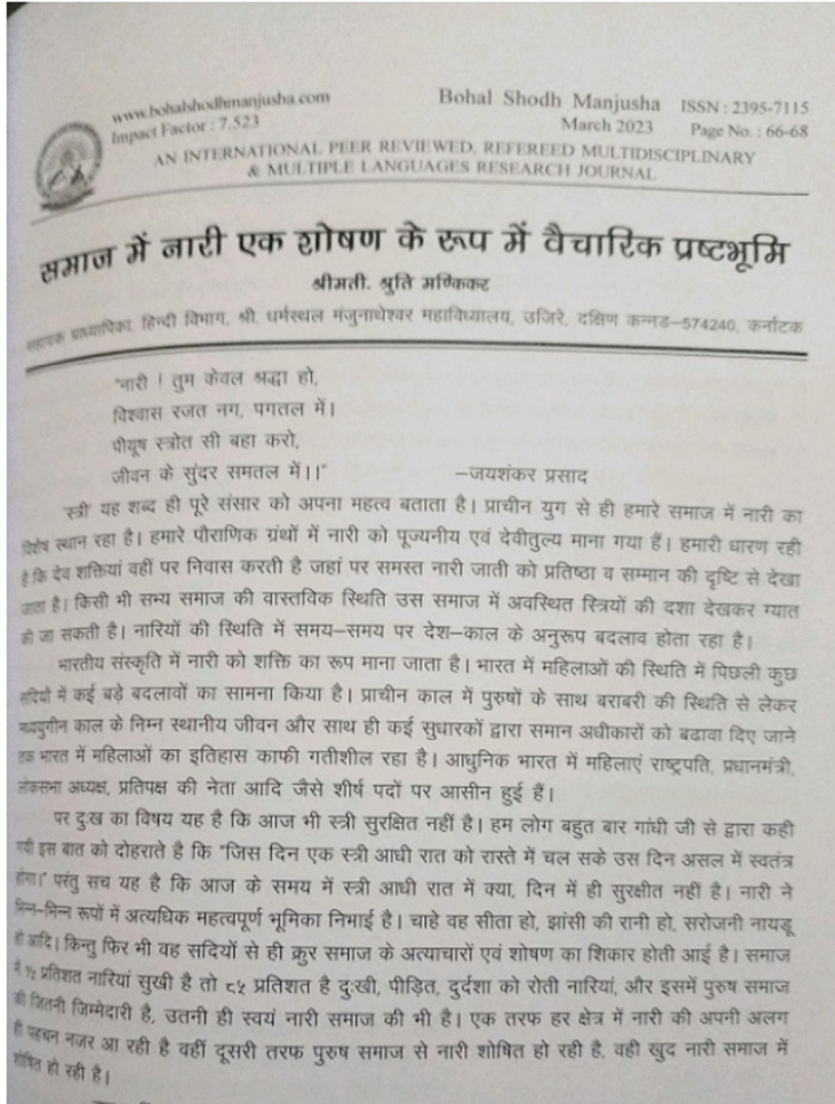 www.bohalshodhmanjusha.com
Impact Factor : 7.523
Bohal Shodh Manjusha ISSN : 2395-7115
March 2023 Page No. : 66-68
AN INTERNATIONAL PEER REVIEWED, REFEREED MULTIDISCIPLINARY
& MULTIPLE LANGUAGES RESEARCH JOURNAL
समाज में नारी एक शोषण के रूप में वैचारिक प्रष्टभूमि
श्रीमती. श्रुति मण्किकर
सहायक प्राध्यापिका, हिन्दी विभाग, श्री. धर्मस्थल मंजुनाथेश्वर महाविध्यालय, उजिरे, दक्षिण कन्नड–574240, कर्नाटक
"नारी ! तुम केवल श्रद्धा हो,
विश्वास रजत नग, पगतल में।
पीयूष स्त्रोत सी बहा करो,
जीवन के सुंदर समतल में।।" –जयशंकर प्रसाद
'स्त्री' यह शब्द ही पूरे संसार को अपना महत्व बताता है। प्राचीन युग से ही हमारे समाज में नारी का
विशेष स्थान रहा है। हमारे पौराणिक ग्रंथों में नारी को पूज्यनीय एवं देवीतुल्य माना गया हैं। हमारी धारण रही
है कि देव शक्तियां वहीं पर निवास करती है जहां पर समस्त नारी जाती को प्रतिष्ठा व सम्मान की दृष्टि से देखा
जाता है। किसी भी सभ्य समाज की वास्तविक स्थिति उस समाज में अवस्थित स्त्रियों की दशा देखकर ग्यात
की जा सकती है। नारियों की स्थिति में समय–समय पर देश–काल के अनुरूप बदलाव होता रहा है।
भारतीय संस्कृति में नारी को शक्ति का रूप माना जाता है। भारत में महिलाओं की स्थिति में पिछली कुछ
सदियों में कई बड़े बदलावों का सामना किया है। प्राचीन काल में पुरुषों के साथ बराबरी की स्थिति से लेकर
मध्ययुगीन काल के निम्न स्थानीय जीवन और साथ ही कई सुधारकों द्वारा समान अधीकारों को बढावा दिए जाने
तक भारत में महिलाओं का इतिहास काफी गतीशील रहा है। आधुनिक भारत में महिलाएं राष्ट्रपति, प्रधानमंत्री,
लोकसभा अध्यक्ष, प्रतिपक्ष की नेता आदि जैसे शीर्ष पदों पर आसीन हुई हैं।
पर दुःख का विषय यह है कि आज भी स्त्री सुरक्षित नहीं है। हम लोग बहुत बार गांधी जी से द्वारा कही
गयी इस बात को दोहराते है कि "जिस दिन एक स्त्री आधी रात को रास्ते में चल सके उस दिन असल में स्वतंत्र
होगा।" परंतु सच यह है कि आज के समय में स्त्री आधी रात में क्या, दिन में ही सुरक्षीत नहीं है। नारी ने
भिन्न–भिन्न रूपों में अत्यधिक महत्वपूर्ण भूमिका निभाई है। चाहे वह सीता हो, झांसी की रानी हो, सरोजनी नायडू
हो आदि। किन्तु फिर भी वह सदियों से ही क्रुर समाज के अत्याचारों एवं शोषण का शिकार होती आई है। समाज
में १५ प्रतिशत नारियां सुखी है तो ८५ प्रतिशत है दुःखी, पीड़ित, दुर्दशा को रोती नारियां, और इसमें पुरुष समाज
की जितनी जिम्मेदारी है, उतनी ही स्वयं नारी समाज की भी है। एक तरफ हर क्षेत्र में नारी की अपनी अलग
ही पहचन नजर आ रही है वहीं दूसरी तरफ पुरुष समाज से नारी शोषित हो रही है, वही खुद नारी समाज में
शोषित हो रही है।